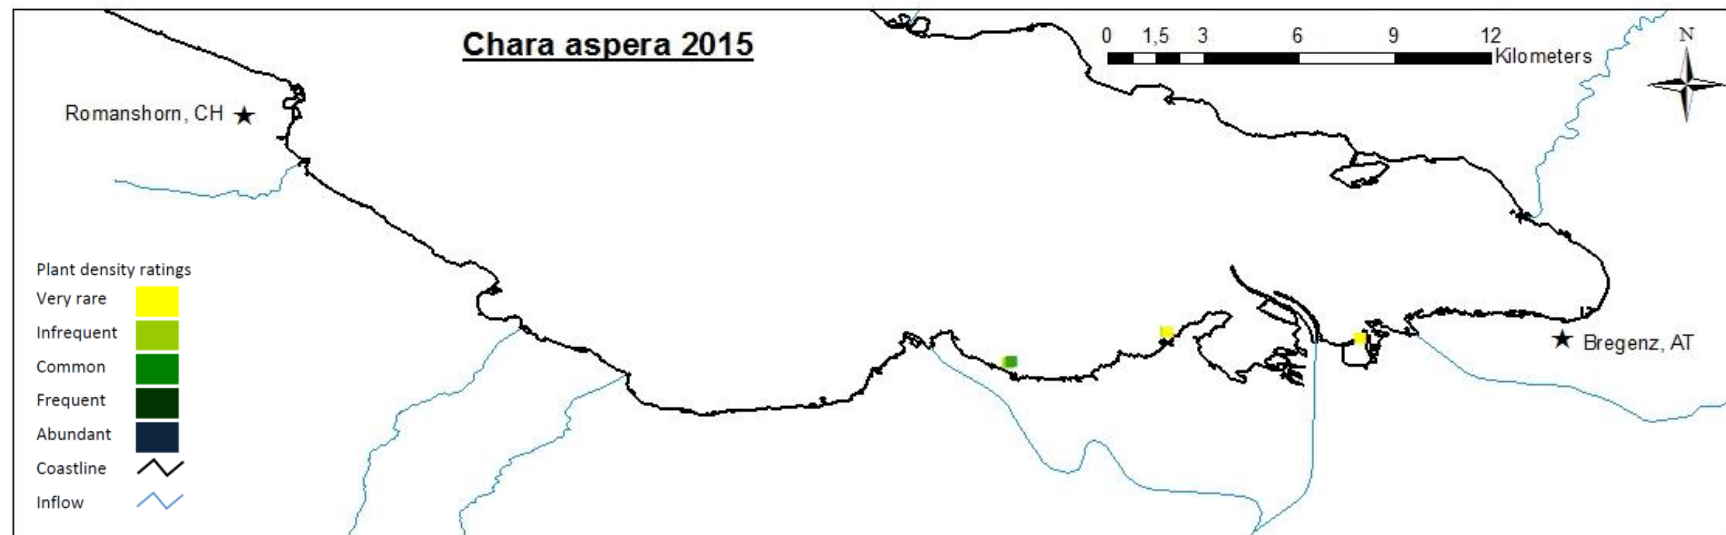 Chara aspera 2015
0 1,5 3 6 9 12
Kilometers
N
Romanshorn, CH
Plant density ratings
Very rare
Infrequent
Common
Frequent
Abundant
Coastline
Inflow
Bregenz, AT